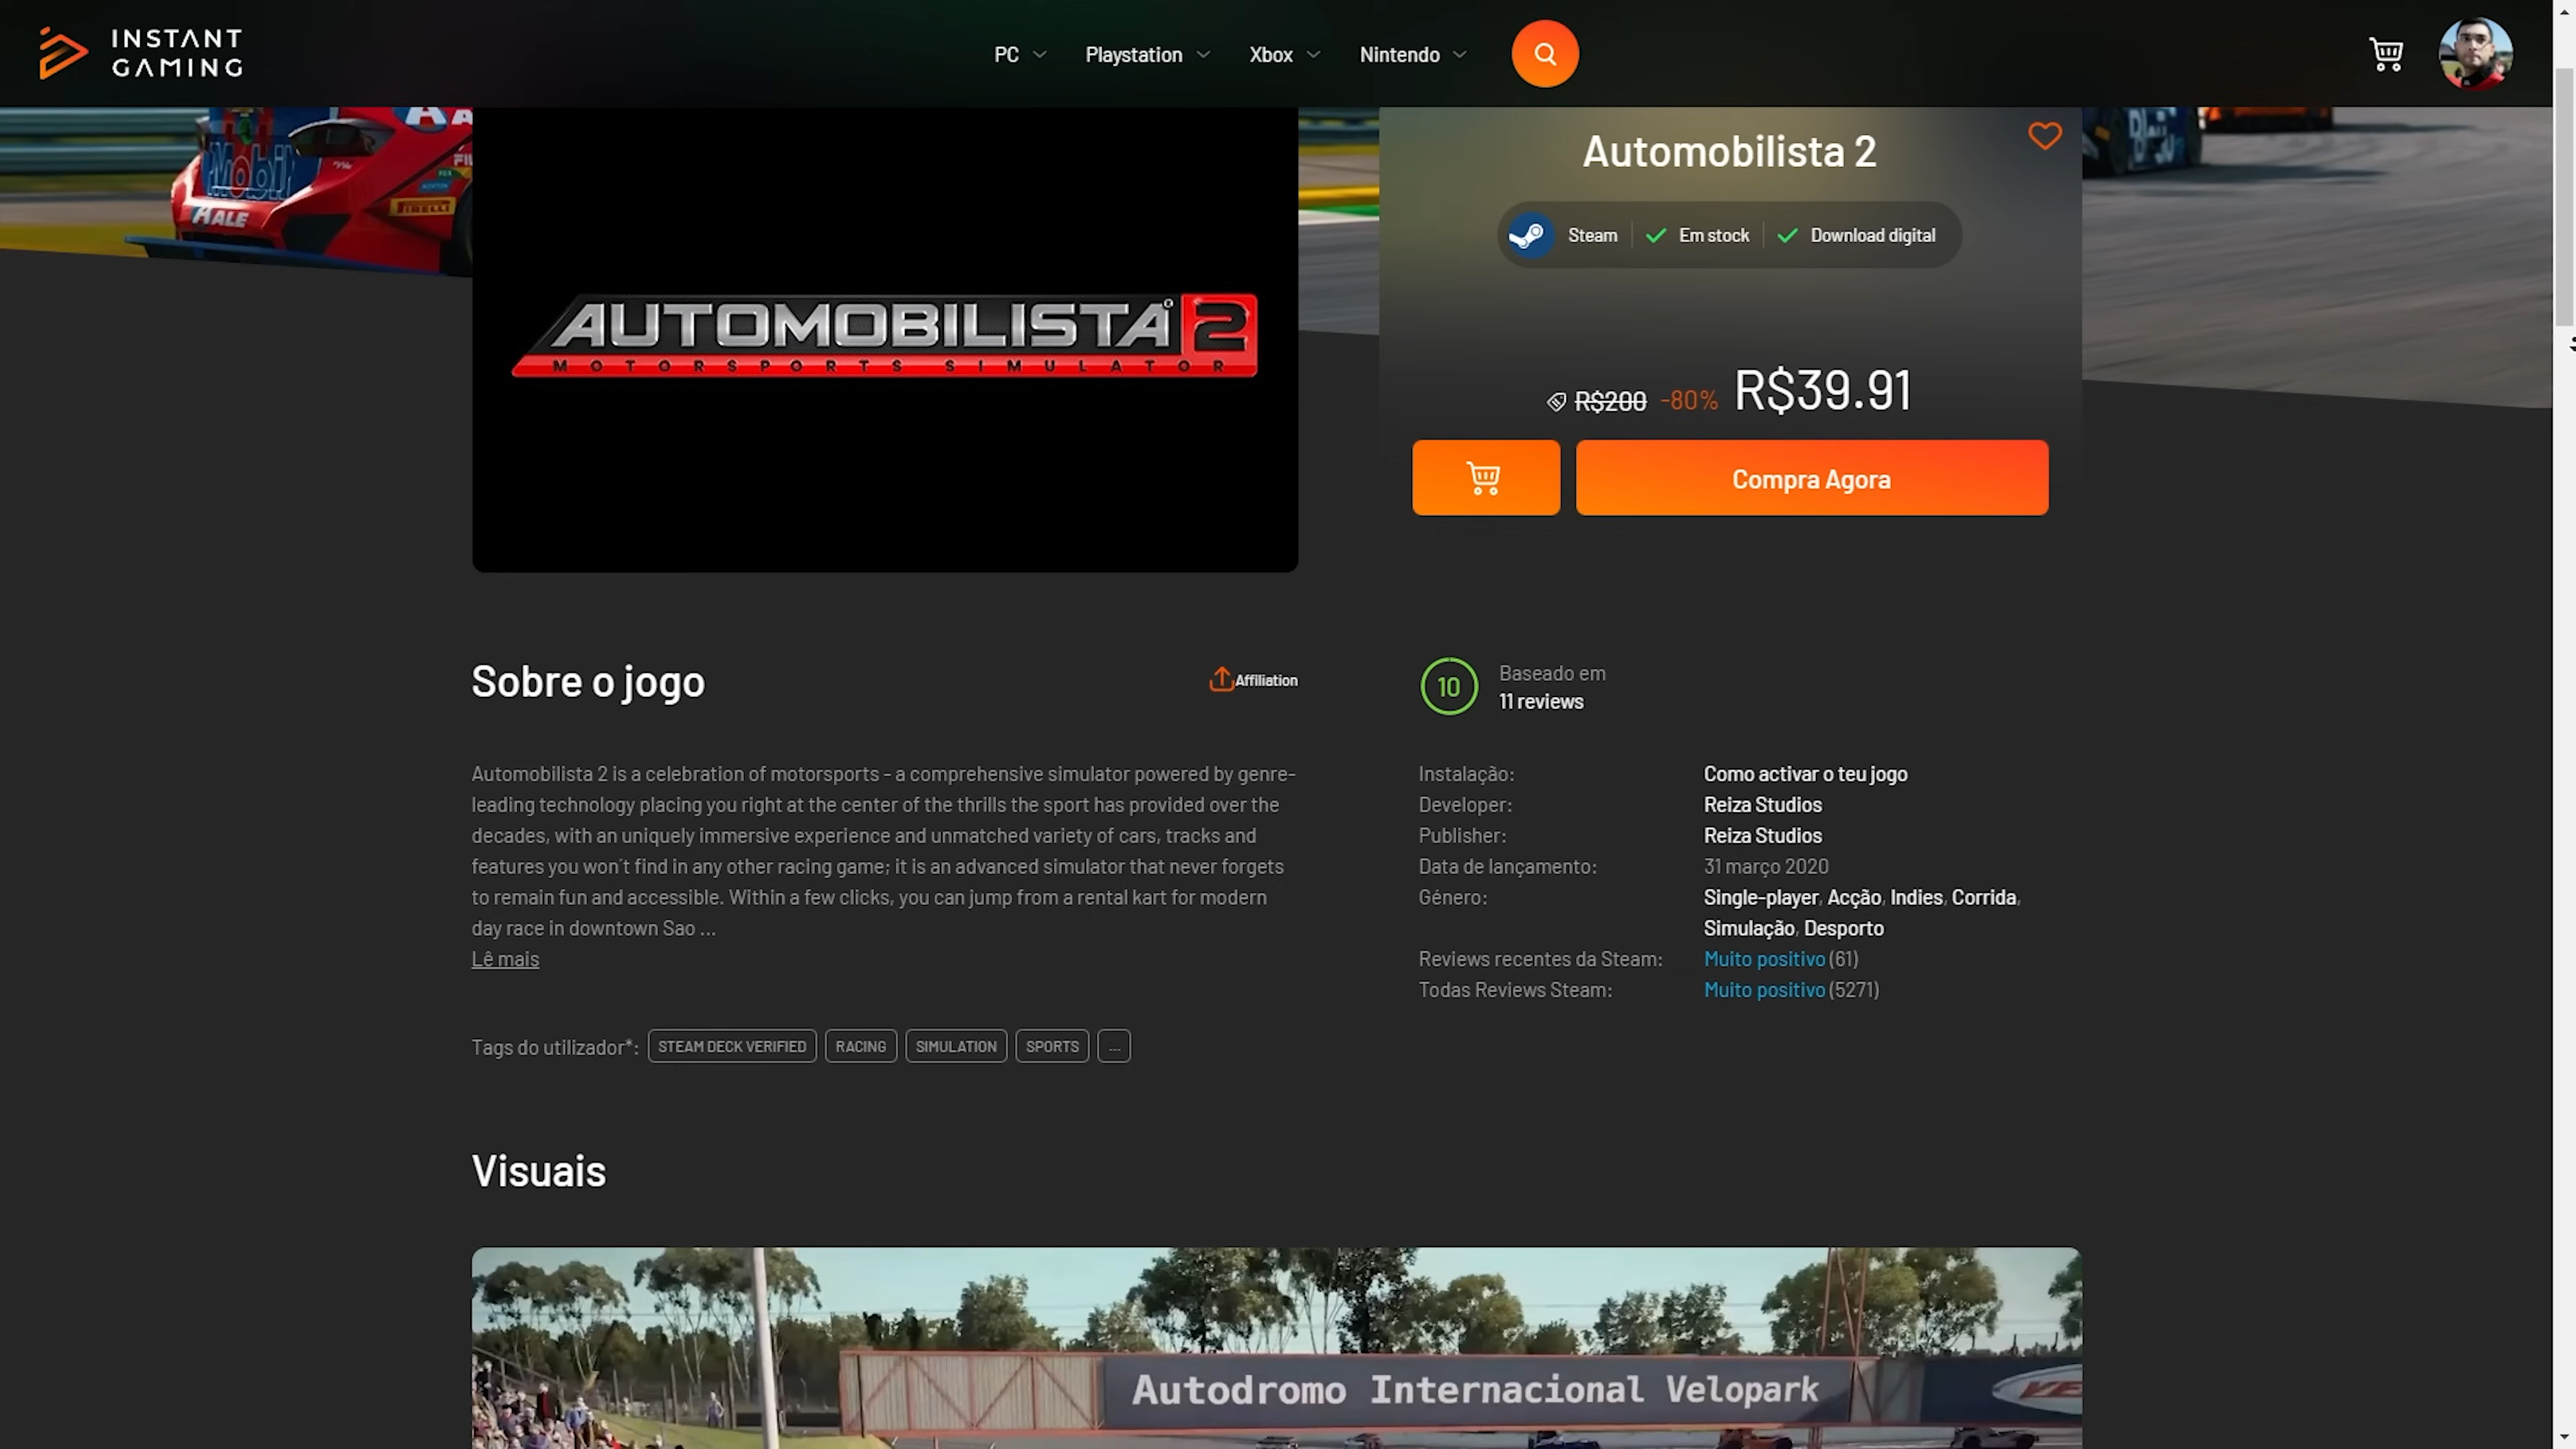 INSTANT GAMING
PC
Playstation
Xbox
Nintendo
Mobil
AALE
PIRELLI
AUTOMOBILISTA 2
MOTORSPORTS SIMULATOR
Automobilista 2
Steam
Em stock
Download digital
R$200 -80% R$39.91
Compra Agora
Sobre o jogo
Affiliation
10
Baseado em
11 reviews
Automobilista 2 is a celebration of motorsports - a comprehensive simulator powered by genre-
leading technology placing you right at the center of the thrills the sport has provided over the
decades, with an uniquely immersive experience and unmatched variety of cars, tracks and
features you won´t find in any other racing game; it is an advanced simulator that never forgets
to remain fun and accessible. Within a few clicks, you can jump from a rental kart for modern
day race in downtown Sao ...
Lê mais
Instalação: Como activar o teu jogo
Developer: Reiza Studios
Publisher: Reiza Studios
Data de lançamento: 31 março 2020
Género: Single-player, Acção, Indies, Corrida,
Simulação, Desporto
Reviews recentes da Steam: Muito positivo (61)
Todas Reviews Steam: Muito positivo (5271)
Tags do utilizador*: STEAM DECK VERIFIED RACING SIMULATION SPORTS ...
Visuais
Autodromo Internacional Velopark